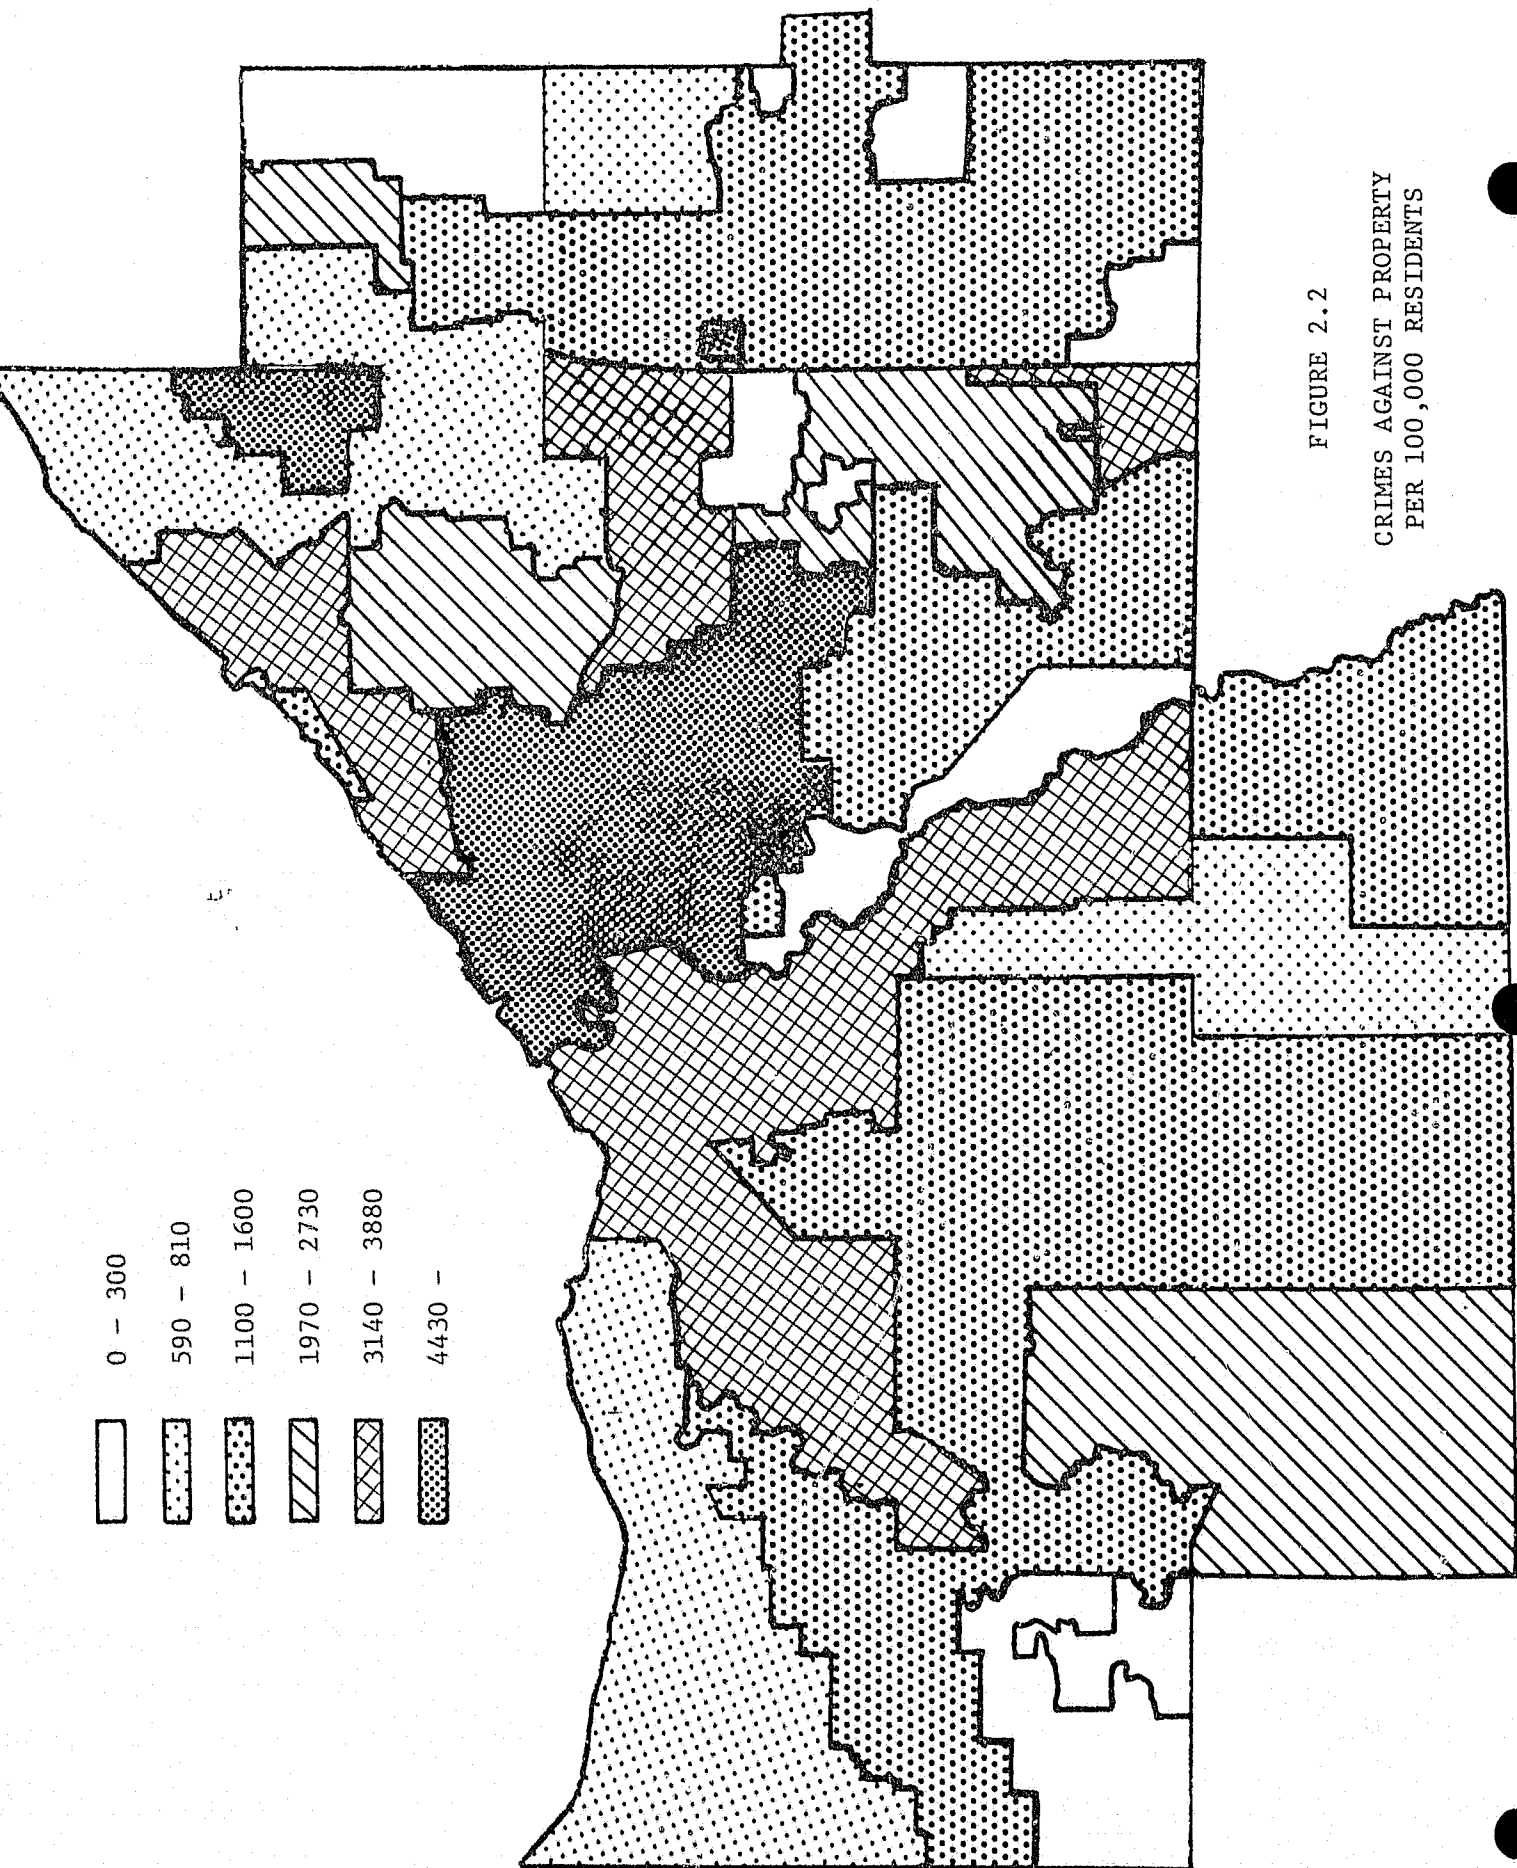 0 - 300
590 - 810
1100 - 1600
1970 - 2730
3140 - 3880
4430 -
FIGURE 2.2
CRIMES AGAINST PROPERTY
PER 100,000 RESIDENTS